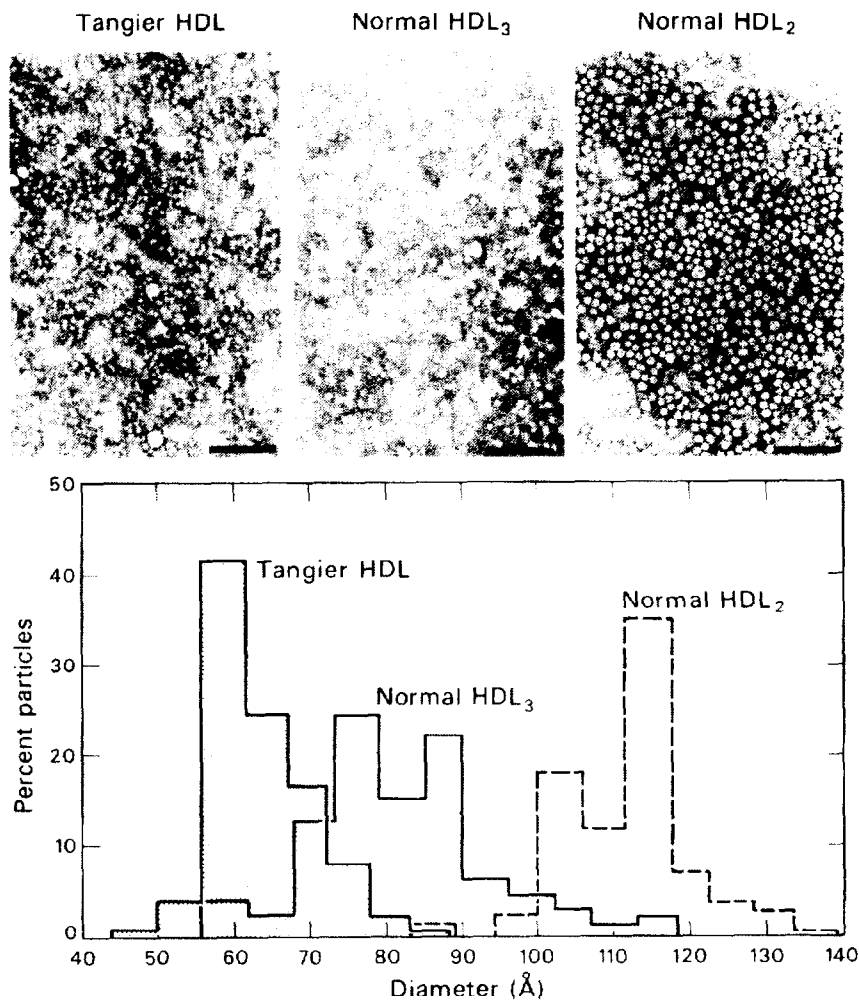 Tangier HDL
Normal HDL₃
Normal HDL₂
50
40
30
20
10
0
Percent particles
Tangier HDL
Normal HDL₃
Normal HDL₂
40 50 60 70 80 90 100 110 120 130 140
Diameter (Å)